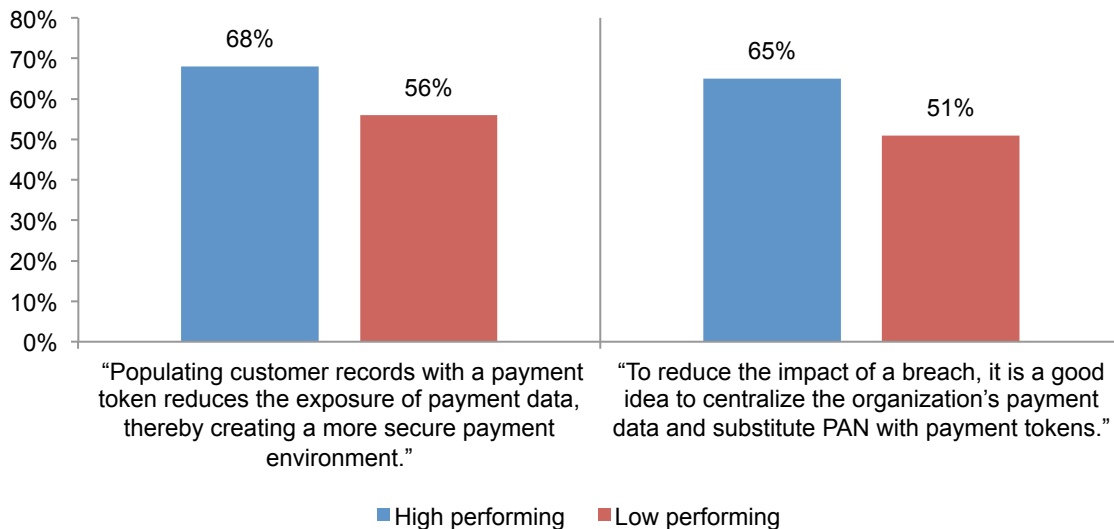 80%
70%
60%
50%
40%
30%
20%
10%
0%
68%
56%
65%
51%
“Populating customer records with a payment
token reduces the exposure of payment data,
thereby creating a more secure payment
environment.”
“To reduce the impact of a breach, it is a good
idea to centralize the organization’s payment
data and substitute PAN with payment tokens.”
High performing
Low performing